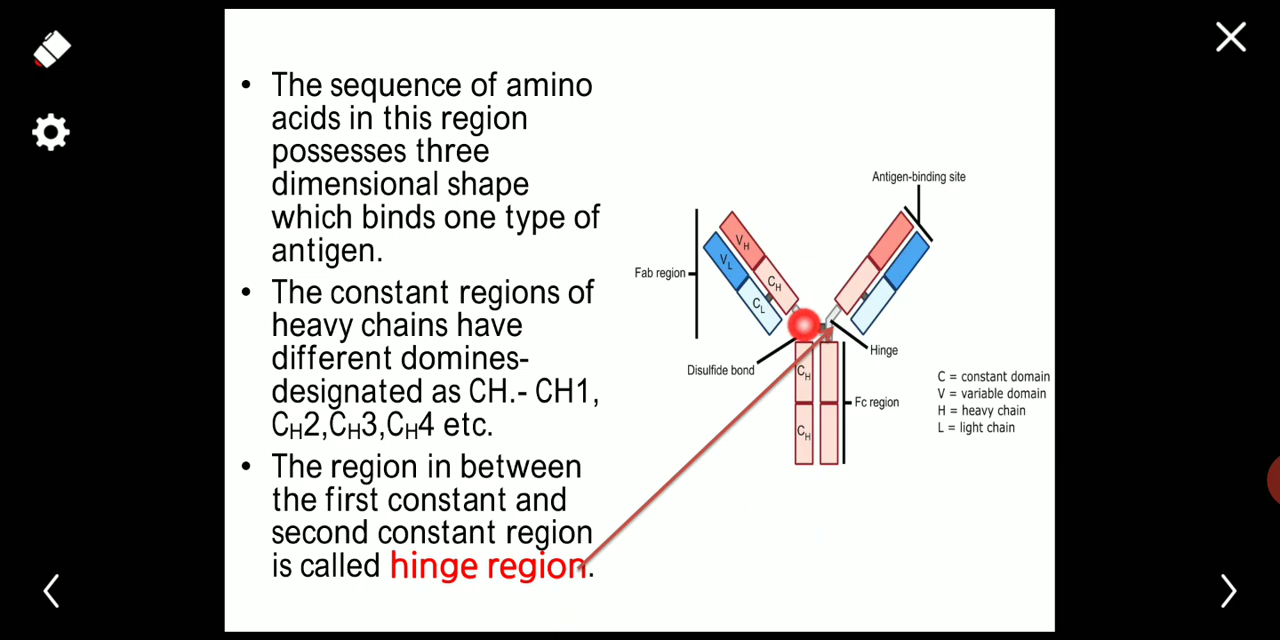 • The sequence of amino
acids in this region
possesses three
dimensional shape
which binds one type of
antigen.
• The constant regions of
heavy chains have
different domines-
designated as CH.- CH1,
CH2,CH3,CH4 etc.
• The region in between
the first constant and
second constant region
is called hinge region.
Antigen-binding site
VH
VL
Fab region
CH
CL
Hinge
Disulfide bond
CH
C = constant domain
V = variable domain
Fc region
H = heavy chain
L = light chain
CH